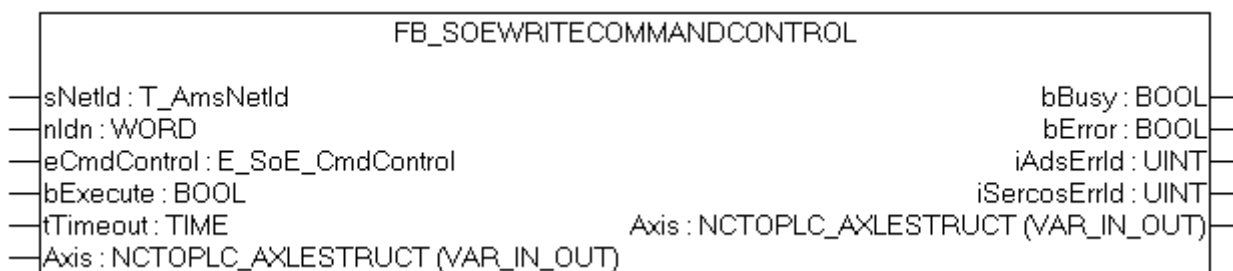 FB_SOEWRITECOMMANDCONTROL
sNetId : T_AmsNetId
bBusy : BOOL
nIdn : WORD
bError : BOOL
eCmdControl : E_SoE_CmdControl
iAdsErrId : UINT
bExecute : BOOL
iSercosErrId : UINT
tTimeout : TIME
Axis : NCTOPLC_AXLESTRUCT (VAR_IN_OUT)
Axis : NCTOPLC_AXLESTRUCT (VAR_IN_OUT)